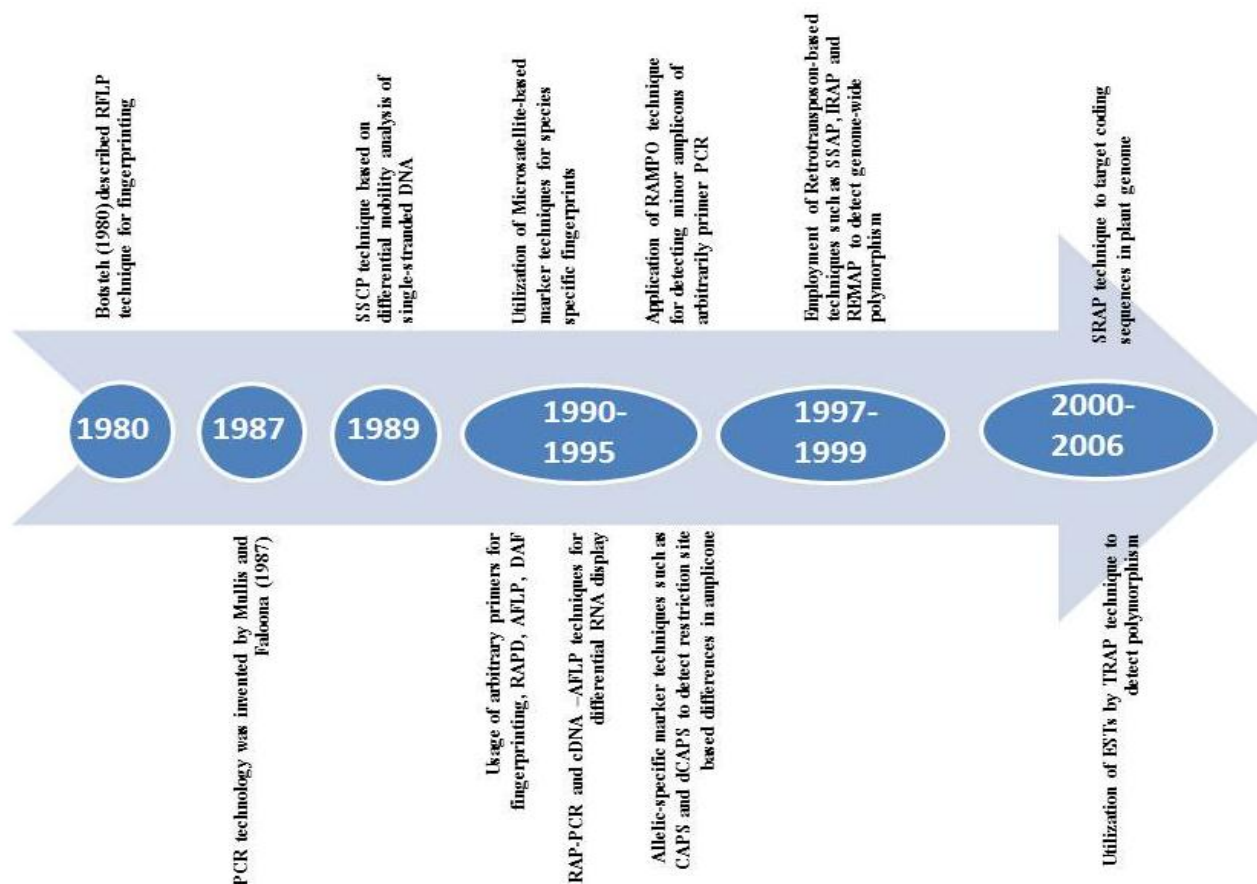 Botsteh (1980) described RFLP
technique for fingerprinting
SSCP technique based on
differential mobility analysis of
single-stranded DNA
Utilization of Microsatellite-based
marker techniques for species
specific fingerprints
Application of RAMPO technique
for detecting minor amplicons of
arbitrarily primer PCR
Employment of Retrotransposon-based
techniques such as SSAP, IRAP and
REMAP to detect genome-wide
polymorphism
SRAP technique to target coding
sequences in plant genome
1980
1987
1989
1990-
1995
1997-
1999
2000-
2006
PCR technology was invented by Mullis and
Faloona (1987)
Usage of arbitrary primers for
fingerprinting, RAPD, AFLP, DAF
RAP-PCR and cDNA –AFLP techniques for
differential RNA display
Allelic-specific marker techniques such as
CAPS and dCAPS to detect restriction site
based differences in amplicone
Utilization of ESTs by TRAP technique to
detect polymorphism